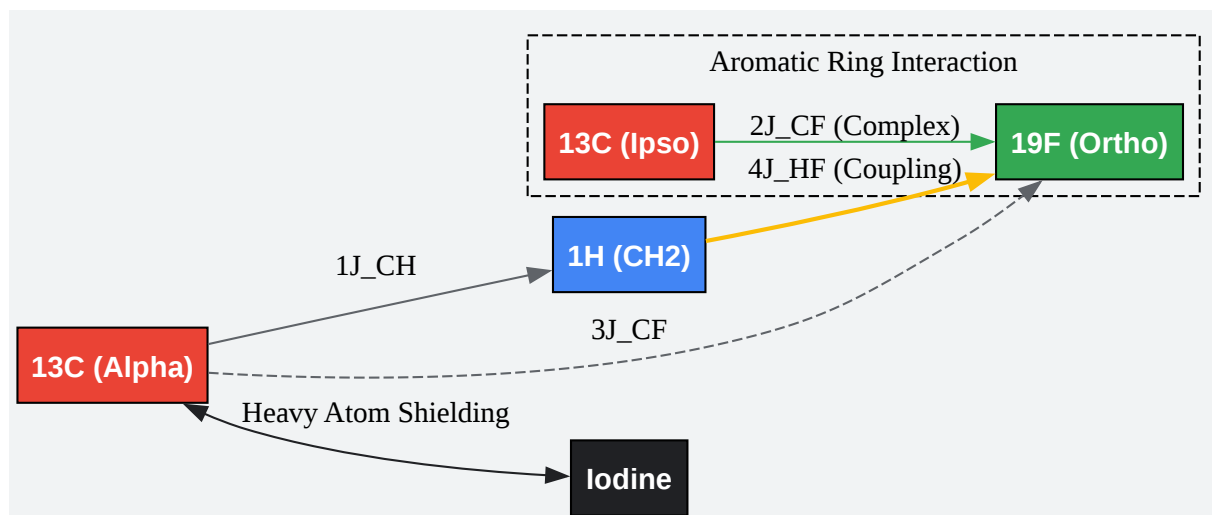 Aromatic Ring Interaction
13C (Ipso)
2J_CF (Complex)
19F (Ortho)
4J_HF (Coupling)
1H (CH2)
1J_CH
3J_CF
13C (Alpha)
Heavy Atom Shielding
Iodine